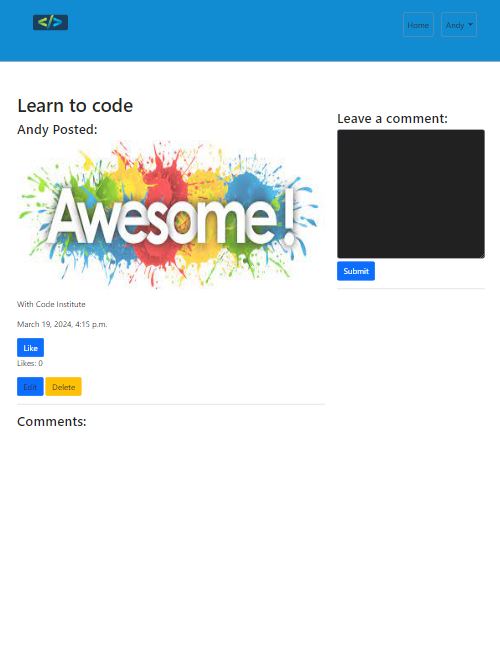 </>
Home
Andy
Learn to code
Andy Posted:
Awesome!
With Code Institute
March 19, 2024, 4:15 p.m.
Like
Likes: 0
Edit Delete
Comments:
Leave a comment:
Submit